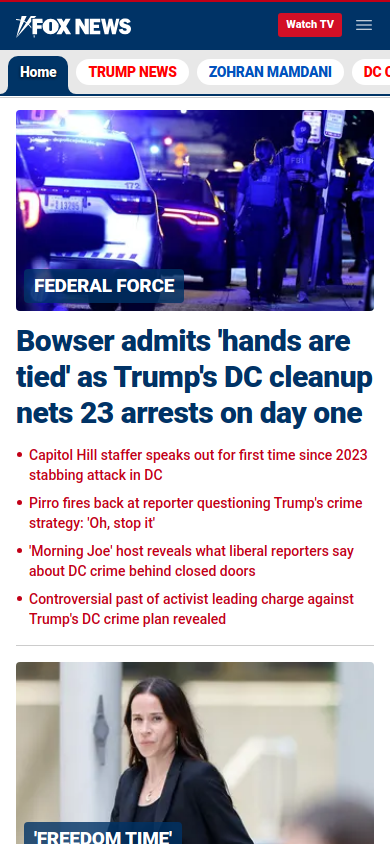 FOX NEWS
Watch TV
Home
TRUMP NEWS
ZOHRAN MAMDANI
DC C
172
FBI
FEDERAL FORCE
Bowser admits 'hands are
tied' as Trump's DC cleanup
nets 23 arrests on day one
Capitol Hill staffer speaks out for first time since 2023
stabbing attack in DC
Pirro fires back at reporter questioning Trump's crime
strategy: 'Oh, stop it'
'Morning Joe' host reveals what liberal reporters say
about DC crime behind closed doors
Controversial past of activist leading charge against
Trump's DC crime plan revealed
'FREEDOM TIME'